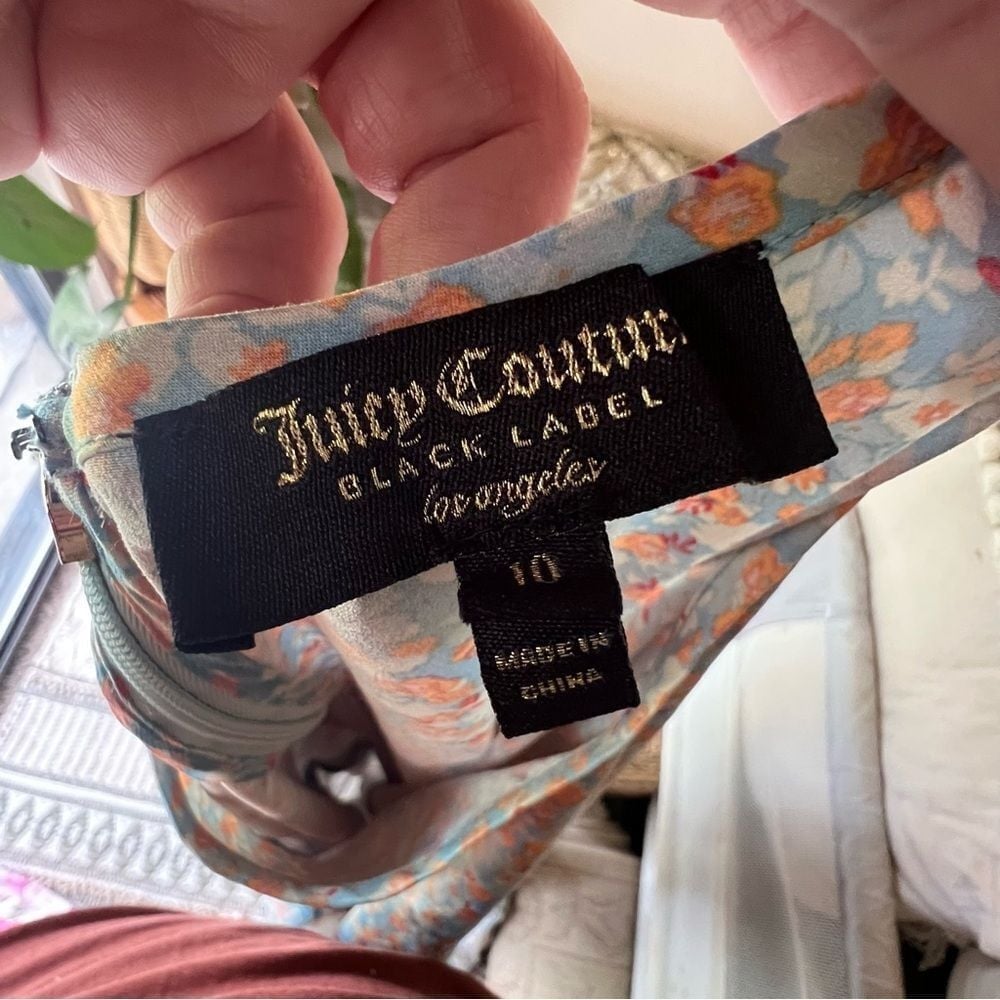 Juicy Couture
BLACK LABEL
los angeles
10
MADE IN
CHINA